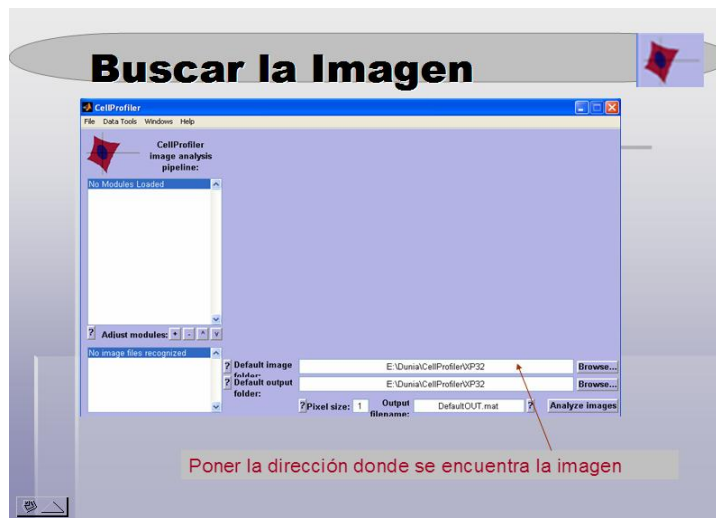 Buscar la Imagen
CellProfiler
File Data Tools Windows Help
CellProfiler
image analysis
pipeline:
No Modules Loaded
? Adjust modules: + - ^ v
No image files recognized
? Default image
folder:
E:\Dunia\CellProfiler\XP32
Browse...
? Default output
folder:
E:\Dunia\CellProfiler\XP32
Browse...
? Pixel size: 1
Output
filename:
DefaultOUT.mat
?
Analyze images
Poner la dirección donde se encuentra la imagen